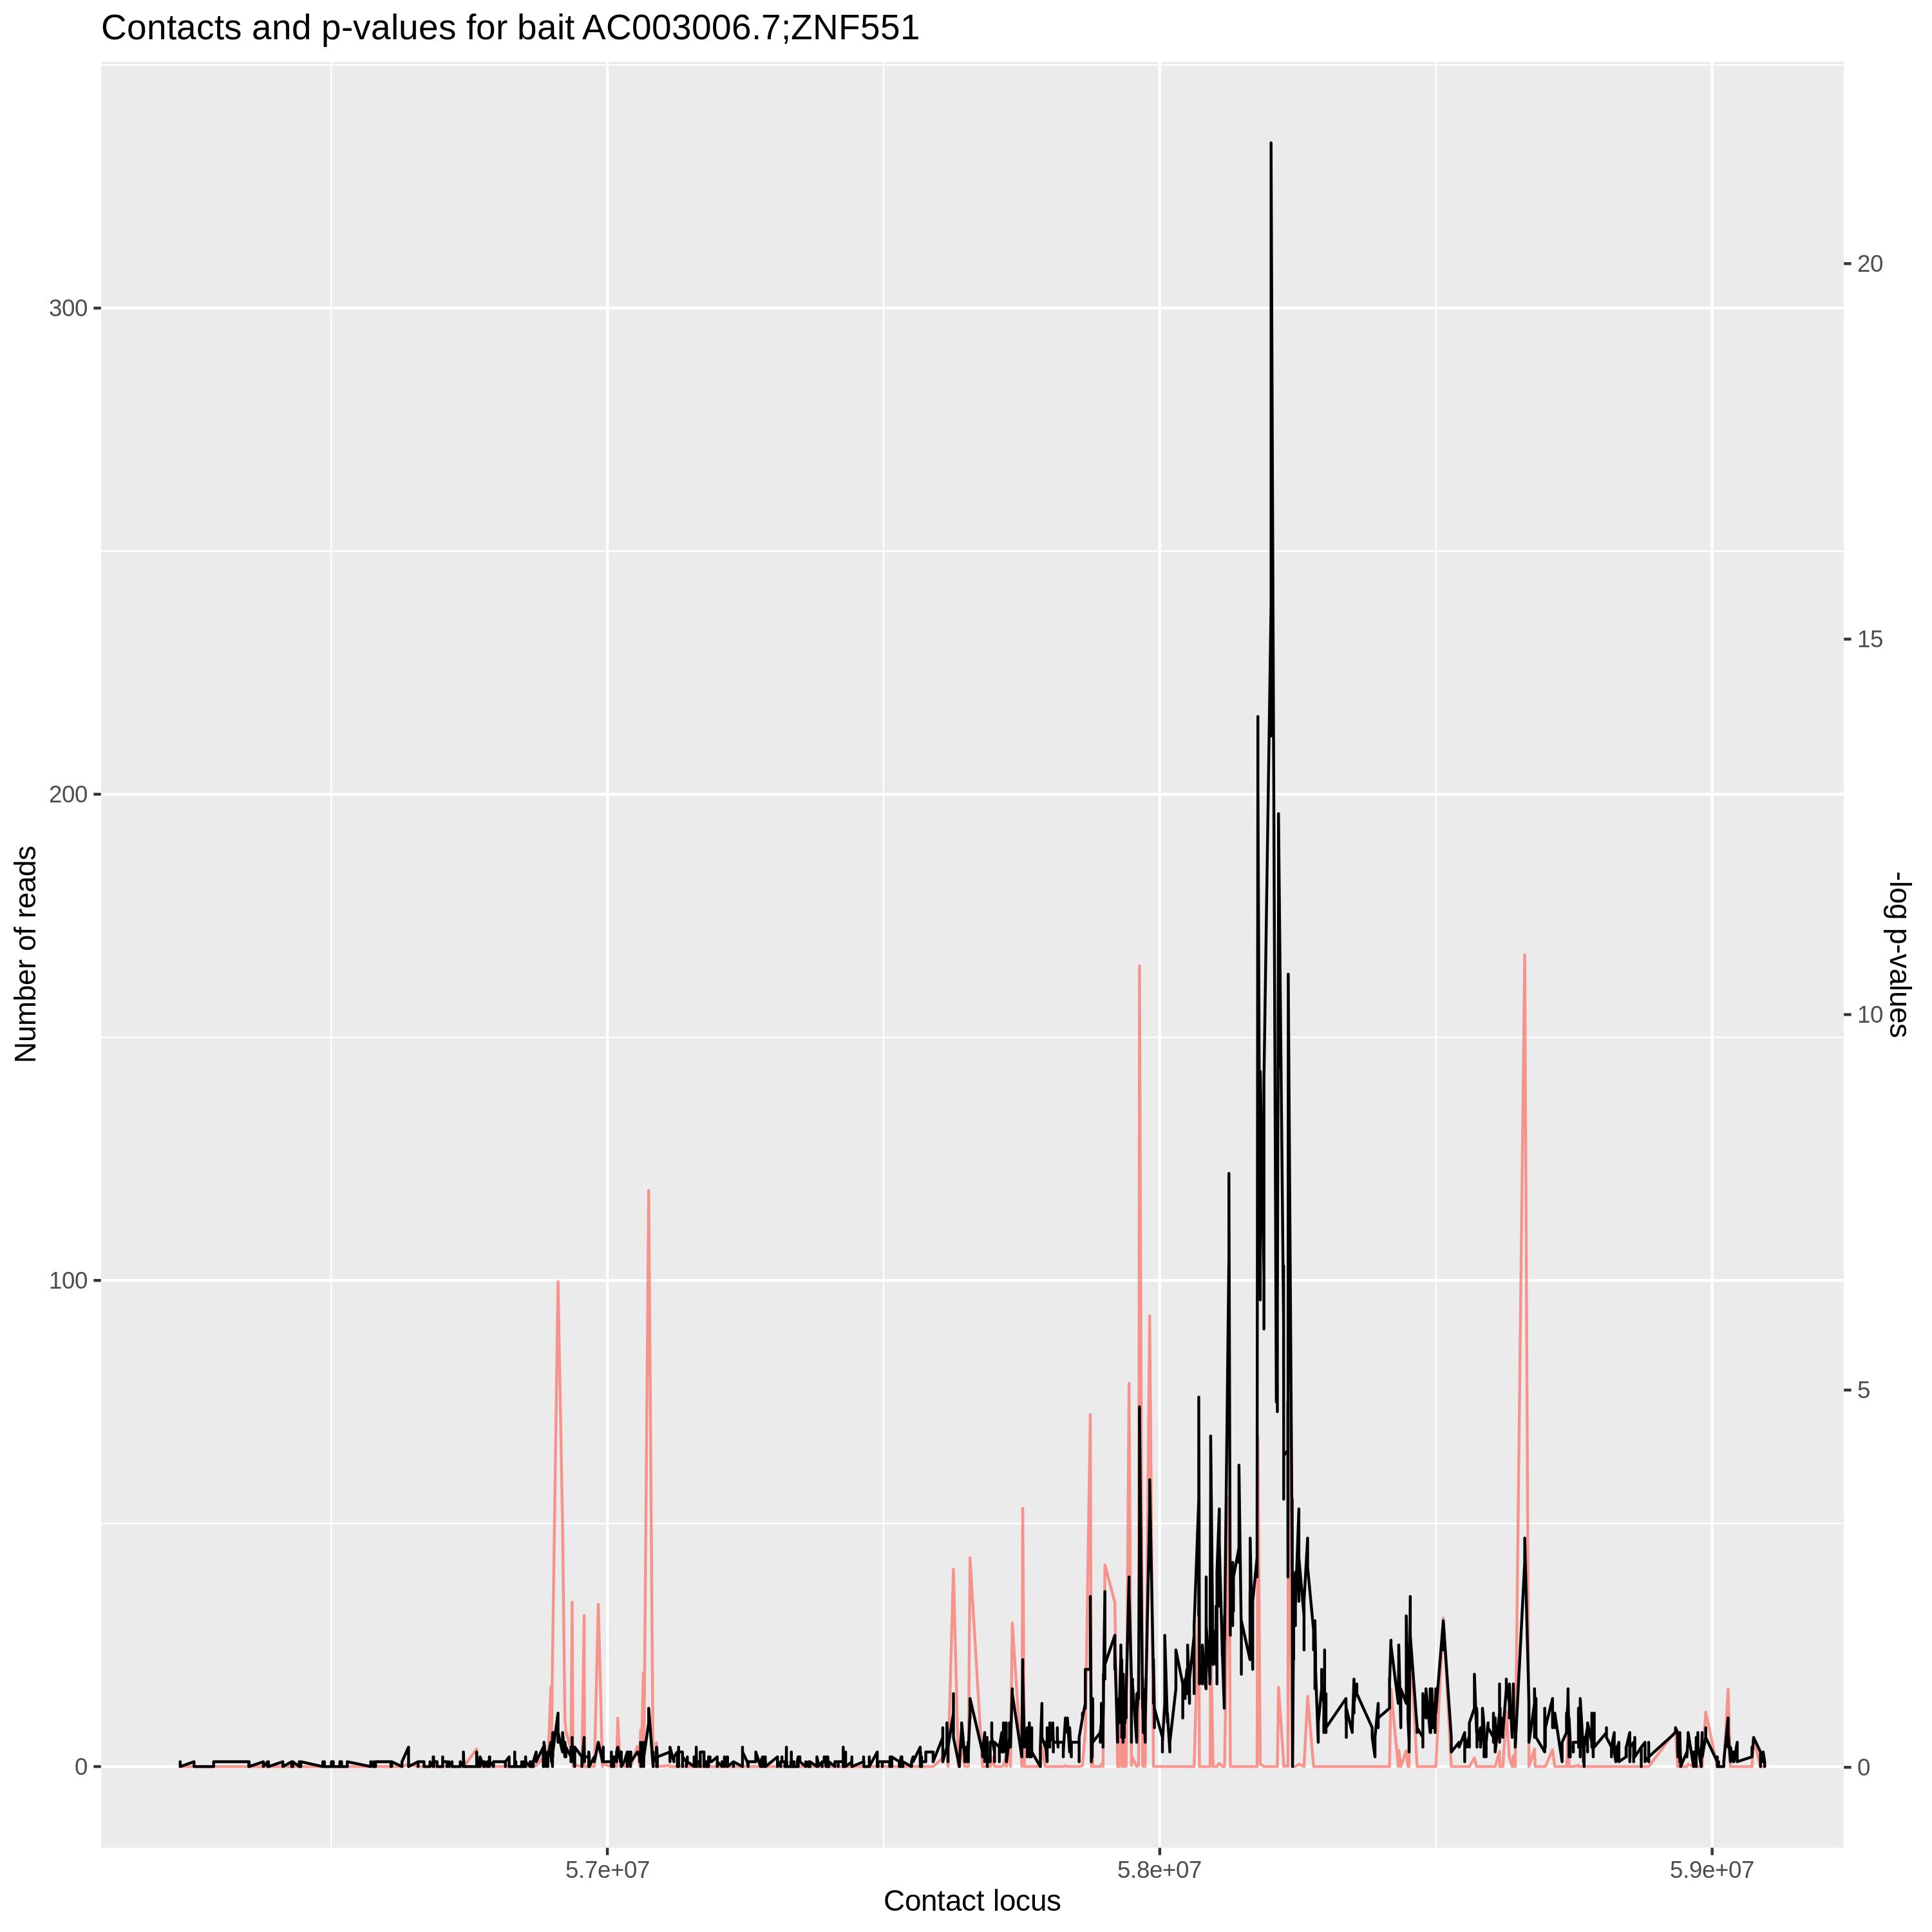 Contacts and p-values for bait AC003006.7;ZNF551
Number of reads
300
200
100
0
20
15
10
5
0
-log p-values
5.7e+07
5.8e+07
5.9e+07
Contact locus